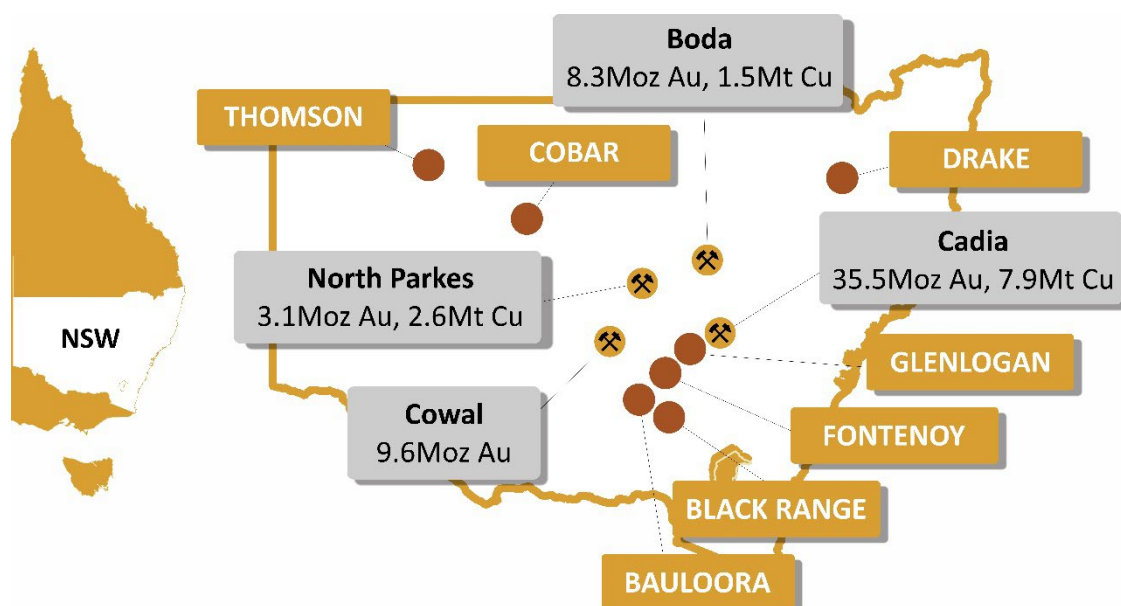 Boda
8.3Moz Au, 1.5Mt Cu
THOMSON
COBAR
DRAKE
Cadia
35.5Moz Au, 7.9Mt Cu
North Parkes
3.1Moz Au, 2.6Mt Cu
NSW
GLENLOGAN
Cowal
9.6Moz Au
FONTENOY
BLACK RANGE
BAULOORA